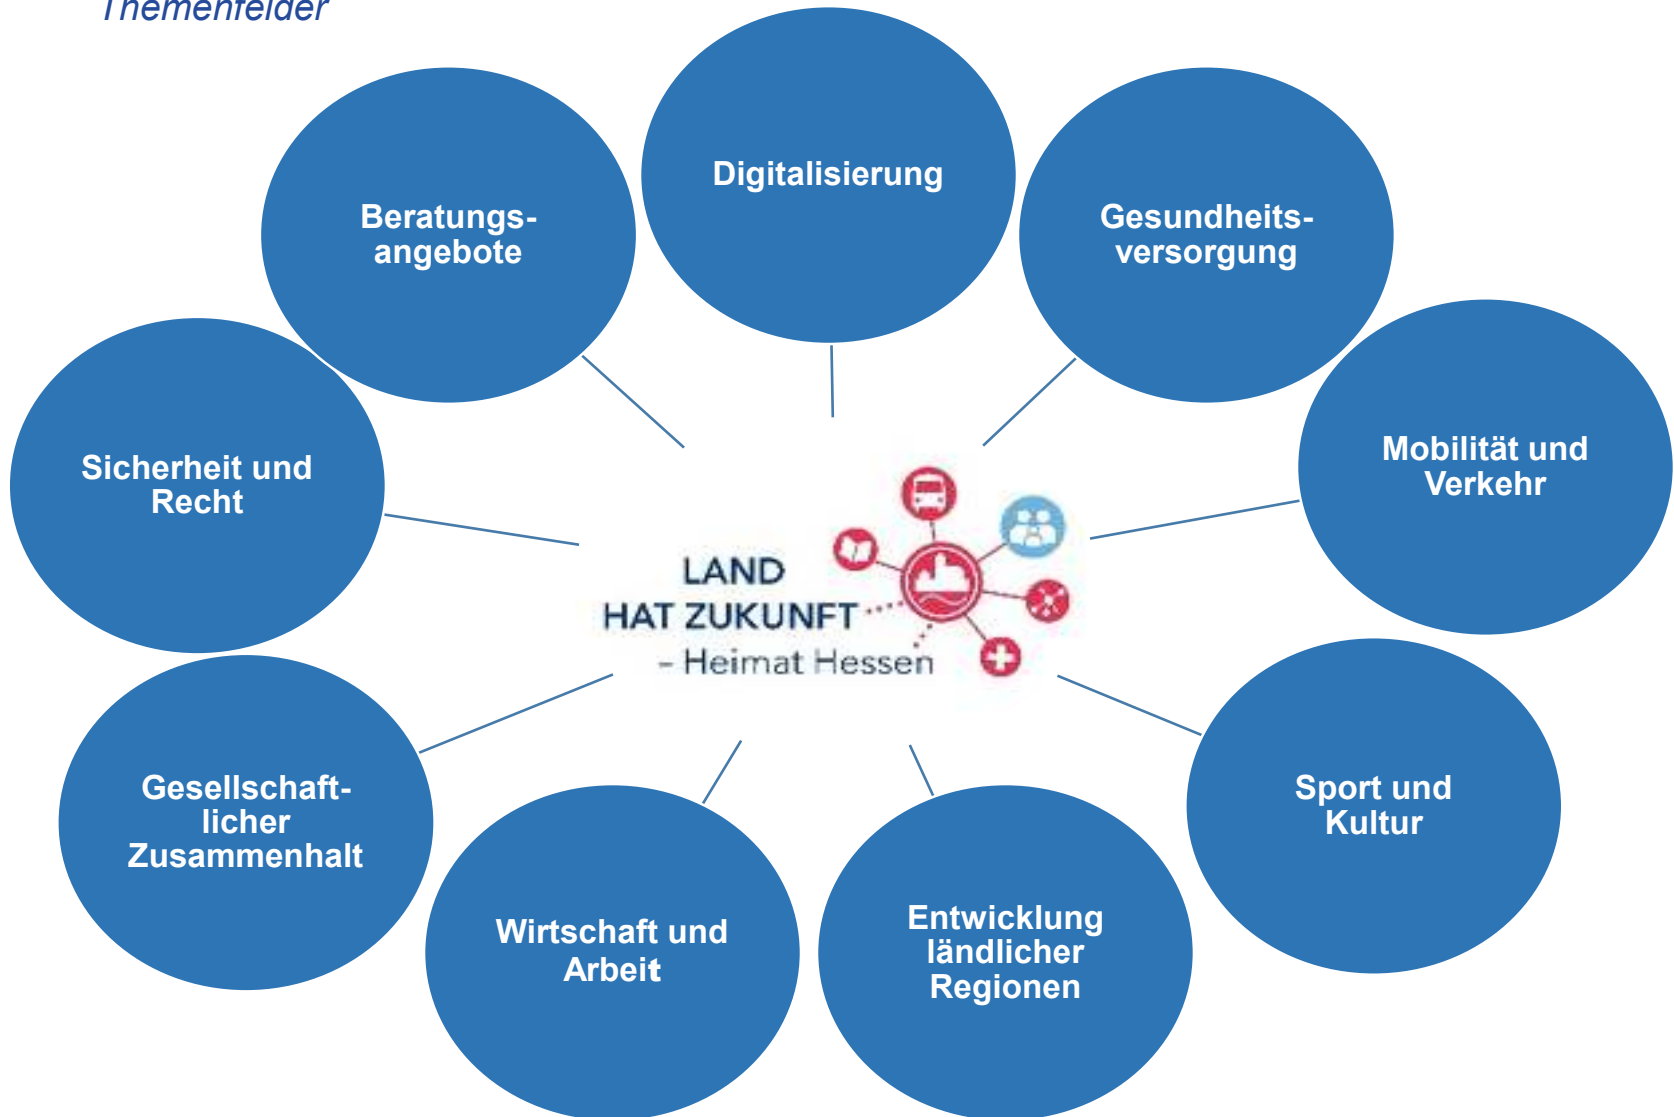 Themenfelder
Digitalisierung
Beratungs-
angebote
Gesundheits-
versorgung
Sicherheit und
Recht
Mobilität und
Verkehr
LAND
HAT ZUKUNFT
- Heimat Hessen
Gesellschaft-
licher
Zusammenhalt
Sport und
Kultur
Wirtschaft und
Arbeit
Entwicklung
ländlicher
Regionen